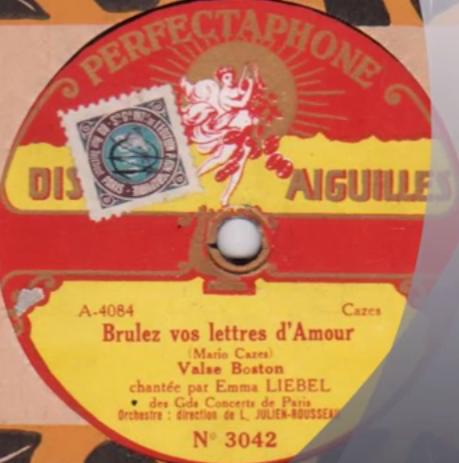 PERFECTAPHONE
AIGUILLES
A-4084 Cazes
Brulez vos lettres d'Amour
(Mario Cazes)
Valse Boston
chantée par Emma LIEBEL
des Gds Concerts de Paris
Orchestre : direction de L. JULIEN-ROUSSEAU
N° 3042